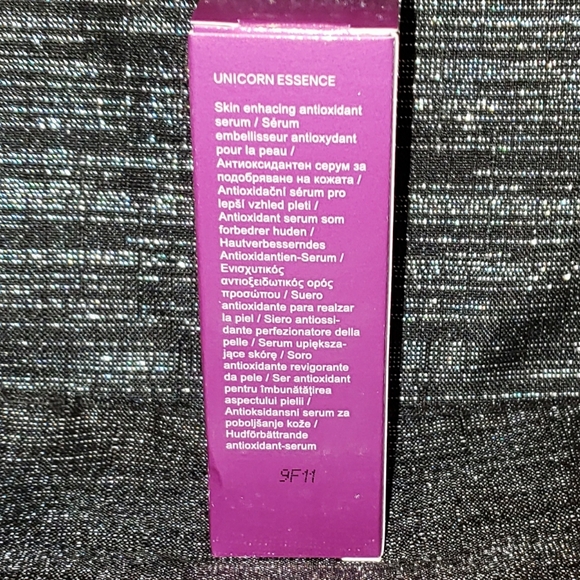 UNICORN ESSENCE
Skin enhacing antioxidant
serum / Sérum
embellisseur antioxydant
pour la peau /
Антиоксидантен серум за
подобряване на кожата /
Antioxidační sérum pro
lepší vzhled pleti /
Antioxidant serum som
forbedrer huden /
Hautverbesserndes
Antioxidantien-Serum /
Ενισχυτικός
αντιοξειδωτικός ορός
προσώπου / Suero
antioxidante para realzar
la piel / Siero antiossi-
dante perfezionatore della
pelle / Serum upiększa-
jące skórę / Soro
antioxidante revigorante
da pele / Ser antioxidant
pentru îmbunătățirea
aspectului pielii /
Antioksidansni serum za
poboljšanje kože /
Hudförbättrande
antioxidant-serum
9F11